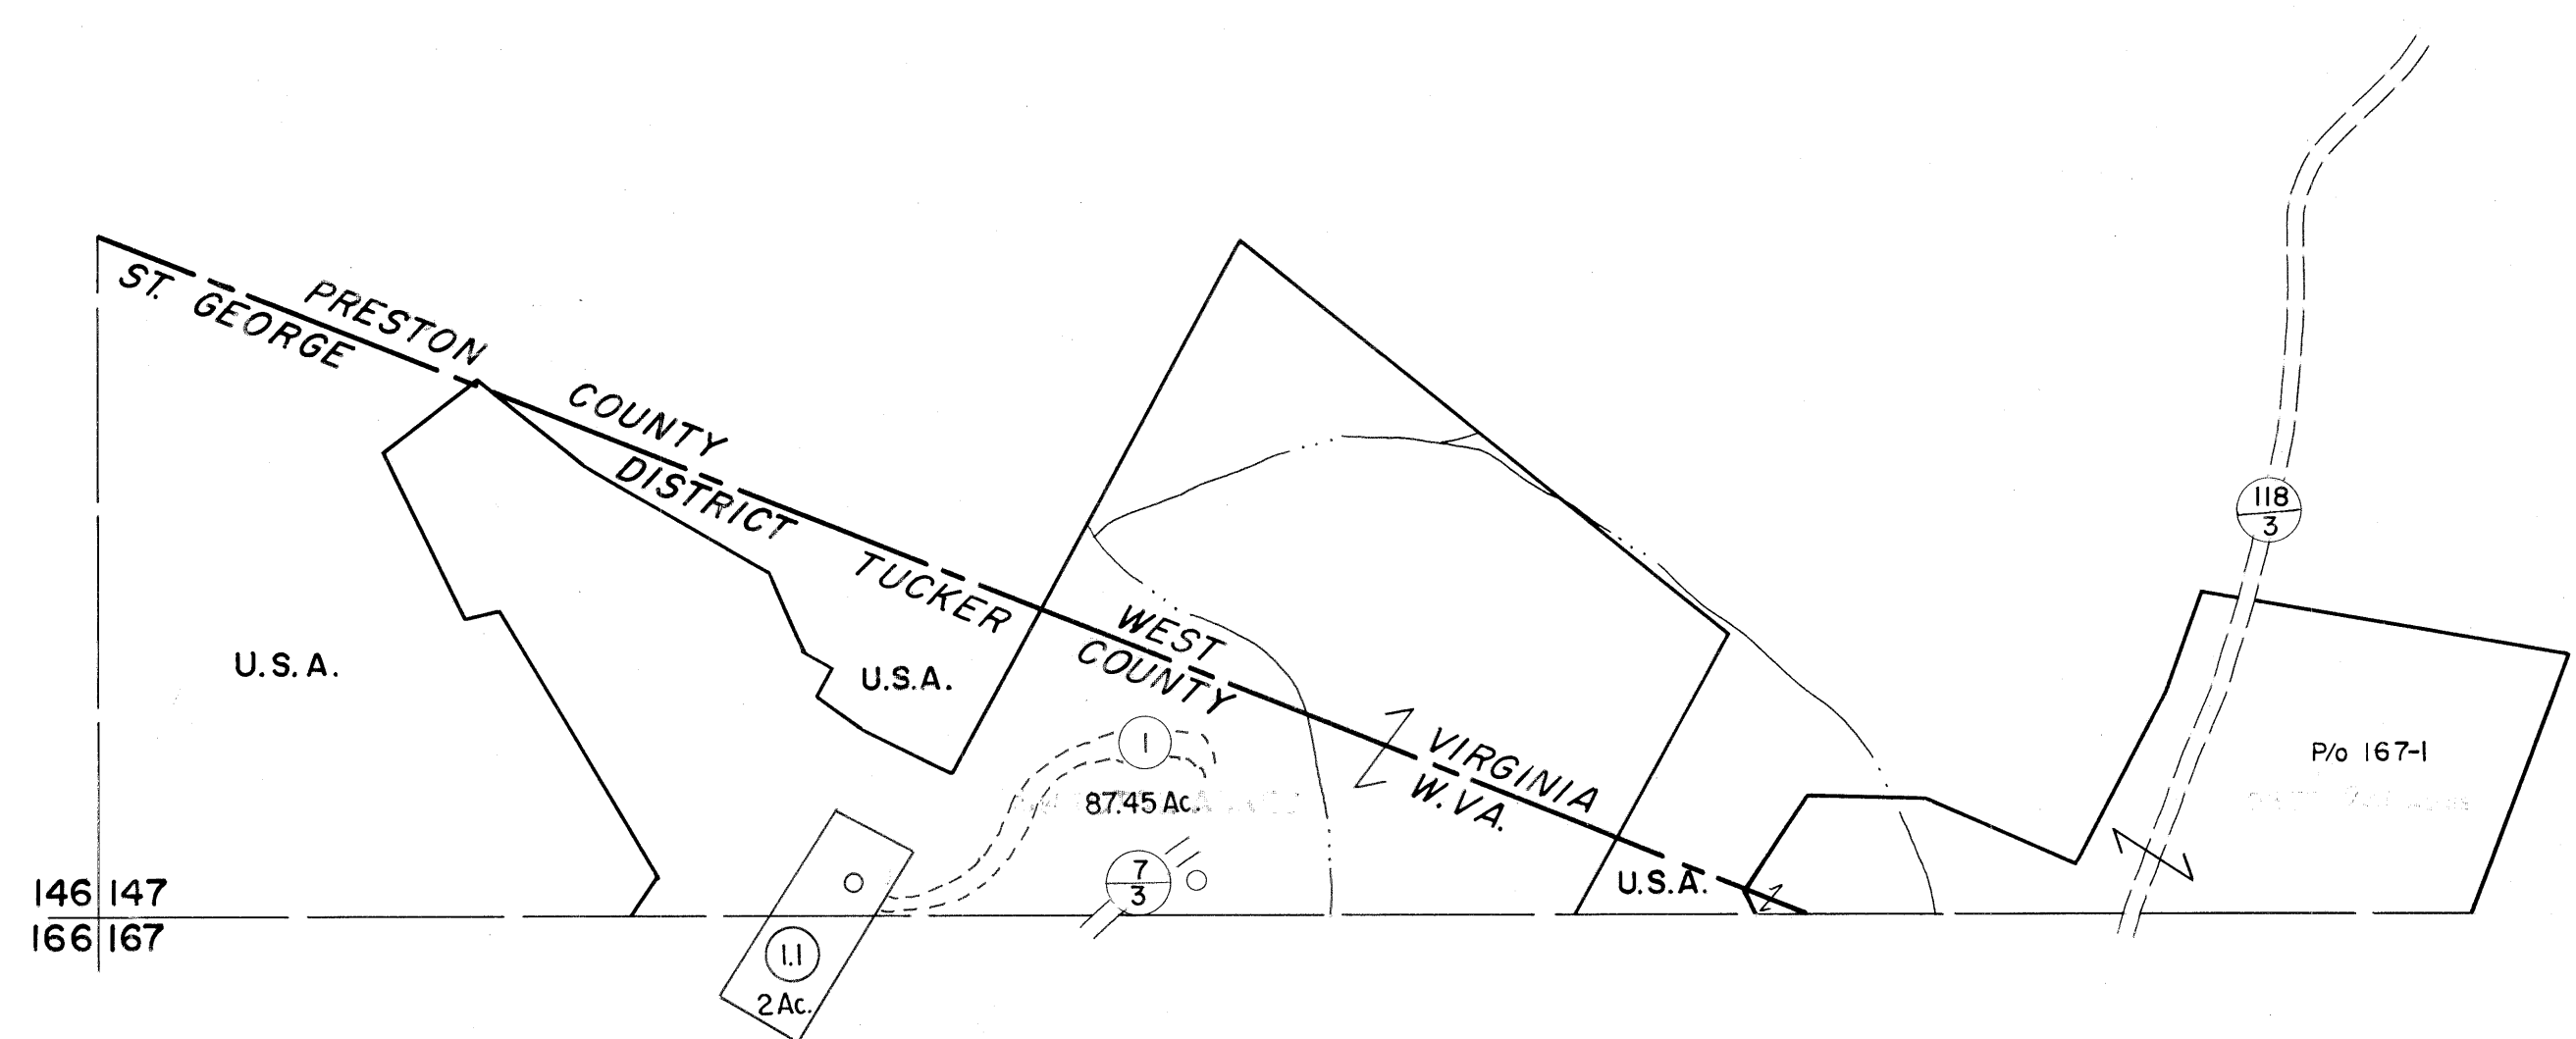 PRESTON COUNTY WEST VIRGINIA
ST. GEORGE DISTRICT TUCKER COUNTY W.VA.
118
3
U.S.A.
U.S.A.
1
87.45 Ac.
P/o 167-1
7
3
U.S.A.
146 147
166 167
1.1
2 Ac.